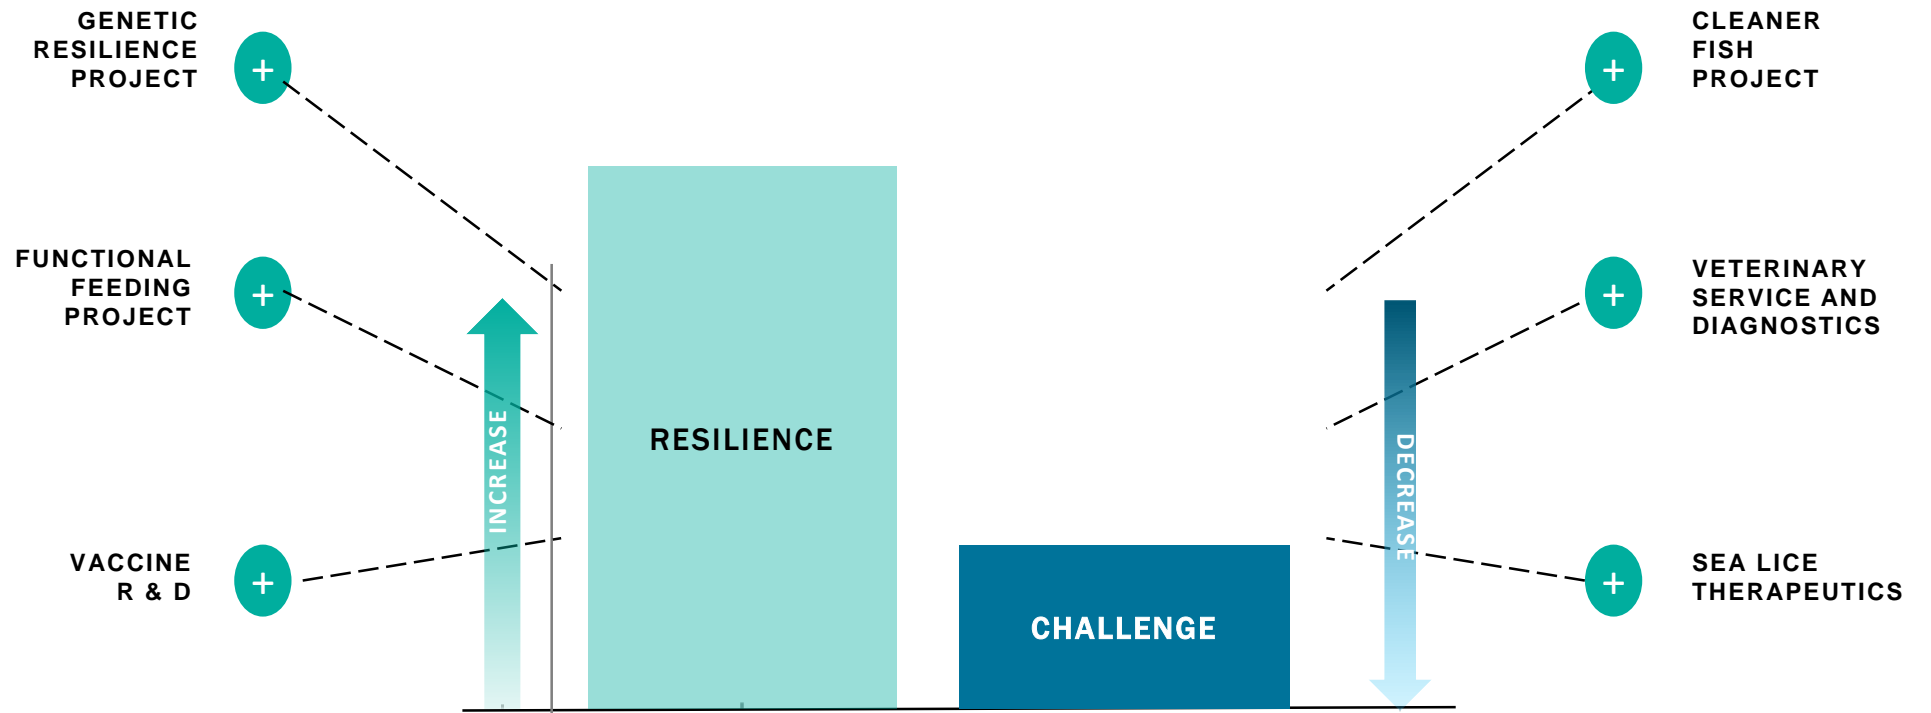 GENETIC
RESILIENCE
PROJECT
+
FUNCTIONAL
FEEDING
PROJECT
+
VACCINE
R & D
+
INCREASE
RESILIENCE
CHALLENGE
DECREASE
+
CLEANER
FISH
PROJECT
+
VETERINARY
SERVICE AND
DIAGNOSTICS
+
SEA LICE
THERAPEUTICS